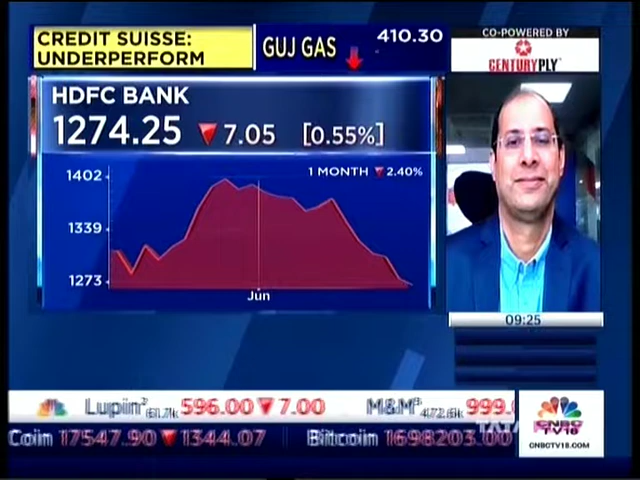 CREDIT SUISSE:
UNDERPERFORM
GUJ GAS 410.30
CO-POWERED BY
CENTURYPLY
HDFC BANK
1274.25 7.05 [0.55%]
1 MONTH 2.40%
1402
1339
1273
Jun
09:25
596.00 7.00 M&M 999.
CNBC
TV18
Coin 17547.90 1344.07 Bitcoin 1698203.00
CNBCTV18.COM